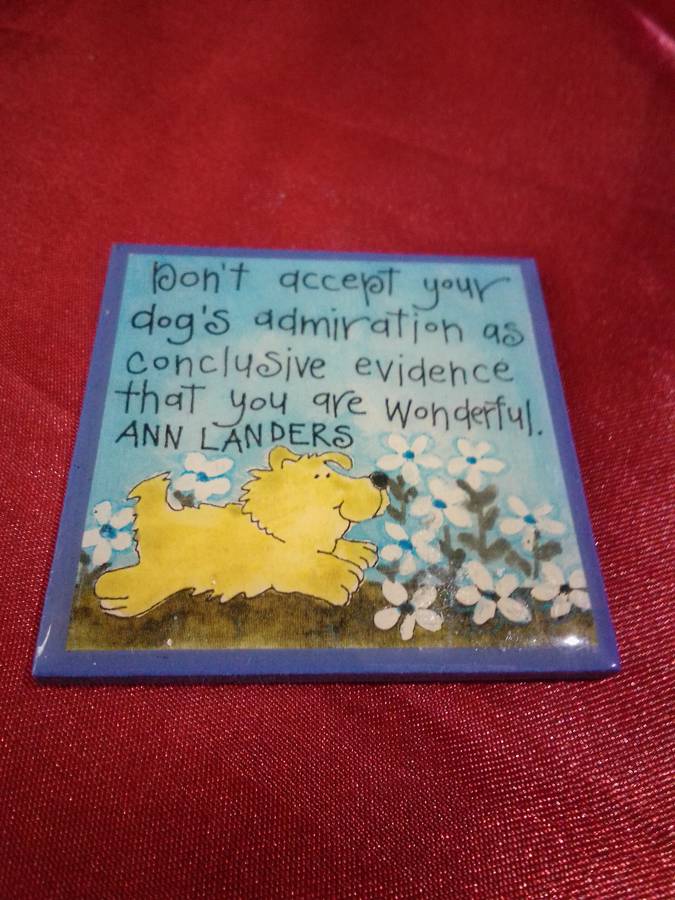 Don't accept your
dog's admiration as
conclusive evidence
that you are wonderful.
ANN LANDERS